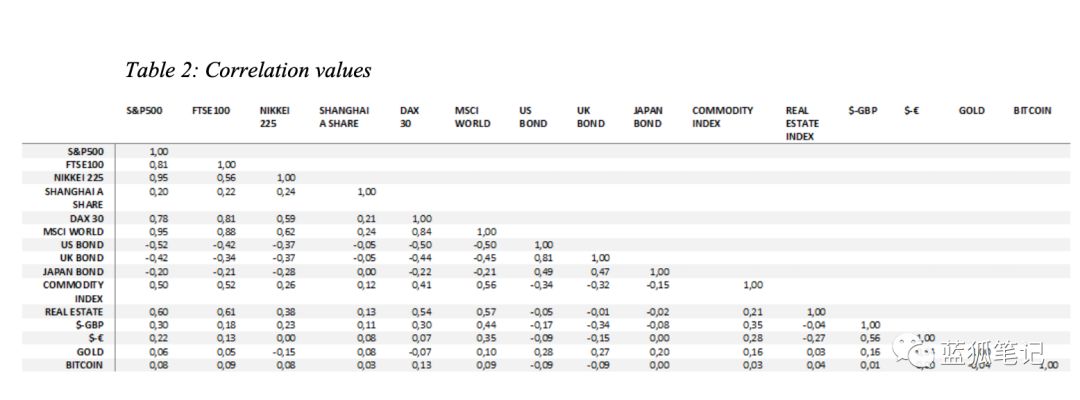 Table 2: Correlation values
S&P500 FTSE100 NIKKEI 225 SHANGHAI A SHARE DAX 30 MSCI WORLD US BOND UK BOND JAPAN BOND COMMODITY INDEX REAL ESTATE INDEX $-GBP $-€ GOLD BITCOIN
S&P500 1,00
FTSE100 0,81 1,00
NIKKEI 225 0,95 0,56 1,00
SHANGHAI A SHARE 0,20 0,22 0,24 1,00
DAX 30 0,78 0,81 0,59 0,21 1,00
MSCI WORLD 0,95 0,88 0,62 0,24 0,84 1,00
US BOND -0,52 -0,42 -0,37 -0,05 -0,50 -0,50 1,00
UK BOND -0,42 -0,34 -0,37 -0,05 -0,44 -0,45 0,81 1,00
JAPAN BOND -0,20 -0,21 -0,28 0,00 -0,22 -0,21 0,49 0,47 1,00
COMMODITY INDEX 0,50 0,52 0,26 0,12 0,41 0,56 -0,34 -0,32 -0,15 1,00
REAL ESTATE 0,60 0,61 0,38 0,13 0,54 0,57 -0,05 -0,01 -0,02 0,21 1,00
$-GBP 0,30 0,18 0,23 0,11 0,30 0,44 -0,17 -0,34 -0,08 0,35 -0,04 1,00
$-€ 0,22 0,13 0,00 0,08 0,07 0,35 -0,09 -0,15 0,00 0,28 -0,27 0,56 1,00
GOLD 0,06 0,05 -0,15 0,08 -0,07 0,10 0,28 0,27 0,20 0,16 0,03 0,16
BITCOIN 0,08 0,09 0,08 0,03 0,13 0,09 -0,09 -0,09 0,00 0,03 0,04 0,01 1,00
蓝狐笔记